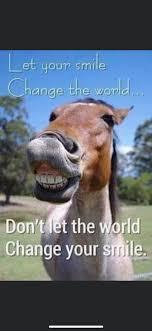 Let your smile
Change the world...
Don't let the world
Change your smile.